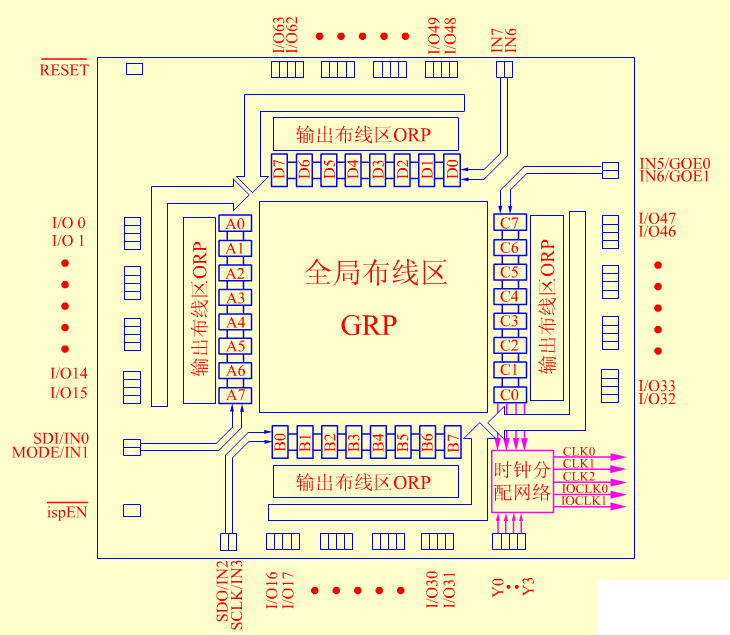 I/O63
I/O62
I/O49
I/O48
IN7
IN6
RESET
输出布线区ORP
D7 D6 D5 D4 D3 D2 D1 D0
IN5/GOE0
IN6/GOE1
I/O 0
I/O 1
I/O14
I/O15
输出布线区ORP
A0
A1
A2
A3
A4
A5
A6
A7
全局布线区
GRP
C7
C6
C5
C4
C3
C2
C1
C0
输出布线区ORP
I/O47
I/O46
I/O33
I/O32
SDI/IN0
MODE/IN1
B0 B1 B2 B3 B4 B5 B6 B7
输出布线区ORP
时钟分
配网络
CLK0
CLK1
CLK2
IOCLK0
IOCLK1
ispEN
SDO/IN2
SCLK/IN3
I/O16
I/O17
I/O30
I/O31
Y0
Y3